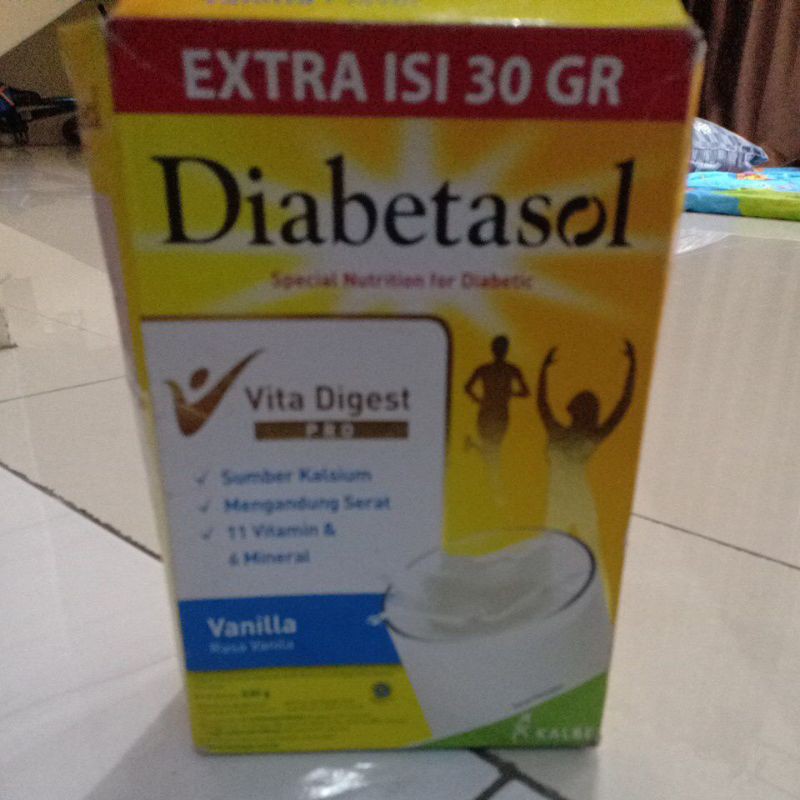 EXTRA ISI 30 GR
Diabetasol
Special Nutrition for Diabetic
Vita Digest
PRO
✓ Sumber Kalsium
✓ Mengandung Serat
✓ 11 Vitamin &
6 Mineral
Vanilla
Rasa Vanila
KALBE